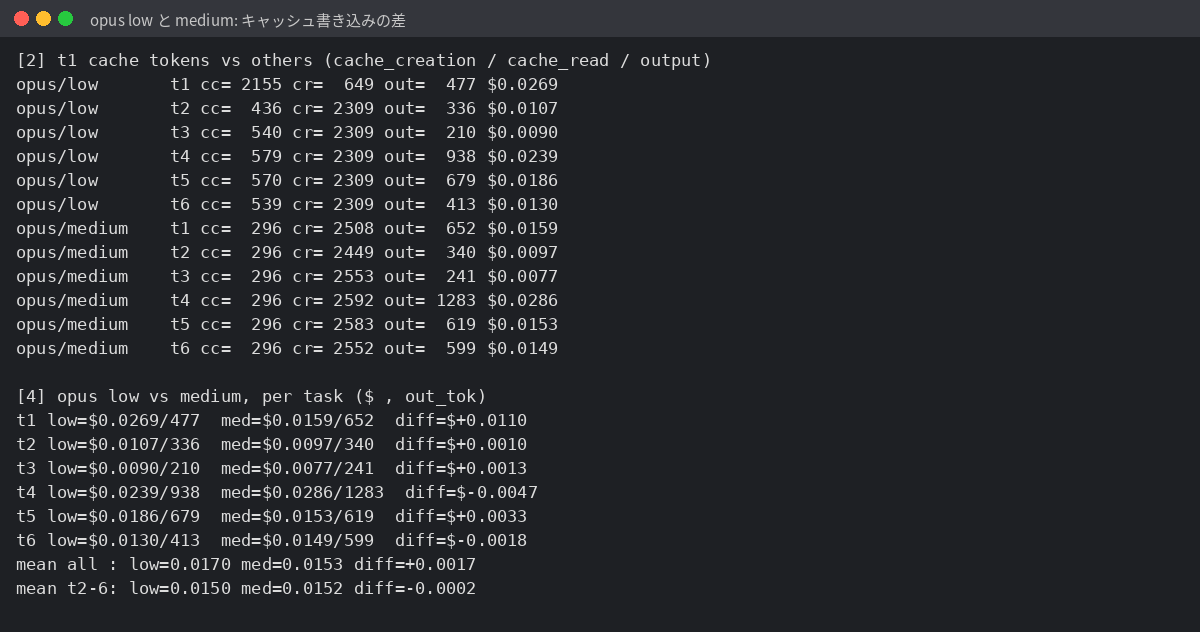 opus low と medium: キャッシュ書き込みの差
[2] t1 cache tokens vs others (cache_creation / cache_read / output)
opus/low       t1 cc= 2155 cr=  649 out=  477 $0.0269
opus/low       t2 cc=  436 cr= 2309 out=  336 $0.0107
opus/low       t3 cc=  540 cr= 2309 out=  210 $0.0090
opus/low       t4 cc=  579 cr= 2309 out=  938 $0.0239
opus/low       t5 cc=  570 cr= 2309 out=  679 $0.0186
opus/low       t6 cc=  539 cr= 2309 out=  413 $0.0130
opus/medium    t1 cc=  296 cr= 2508 out=  652 $0.0159
opus/medium    t2 cc=  296 cr= 2449 out=  340 $0.0097
opus/medium    t3 cc=  296 cr= 2553 out=  241 $0.0077
opus/medium    t4 cc=  296 cr= 2592 out= 1283 $0.0286
opus/medium    t5 cc=  296 cr= 2583 out=  619 $0.0153
opus/medium    t6 cc=  296 cr= 2552 out=  599 $0.0149
[4] opus low vs medium, per task ($ , out_tok)
t1 low=$0.0269/477  med=$0.0159/652  diff=$+0.0110
t2 low=$0.0107/336  med=$0.0097/340  diff=$+0.0010
t3 low=$0.0090/210  med=$0.0077/241  diff=$+0.0013
t4 low=$0.0239/938  med=$0.0286/1283  diff=$-0.0047
t5 low=$0.0186/679  med=$0.0153/619  diff=$+0.0033
t6 low=$0.0130/413  med=$0.0149/599  diff=$-0.0018
mean all : low=0.0170 med=0.0153 diff=+0.0017
mean t2-6: low=0.0150 med=0.0152 diff=-0.0002